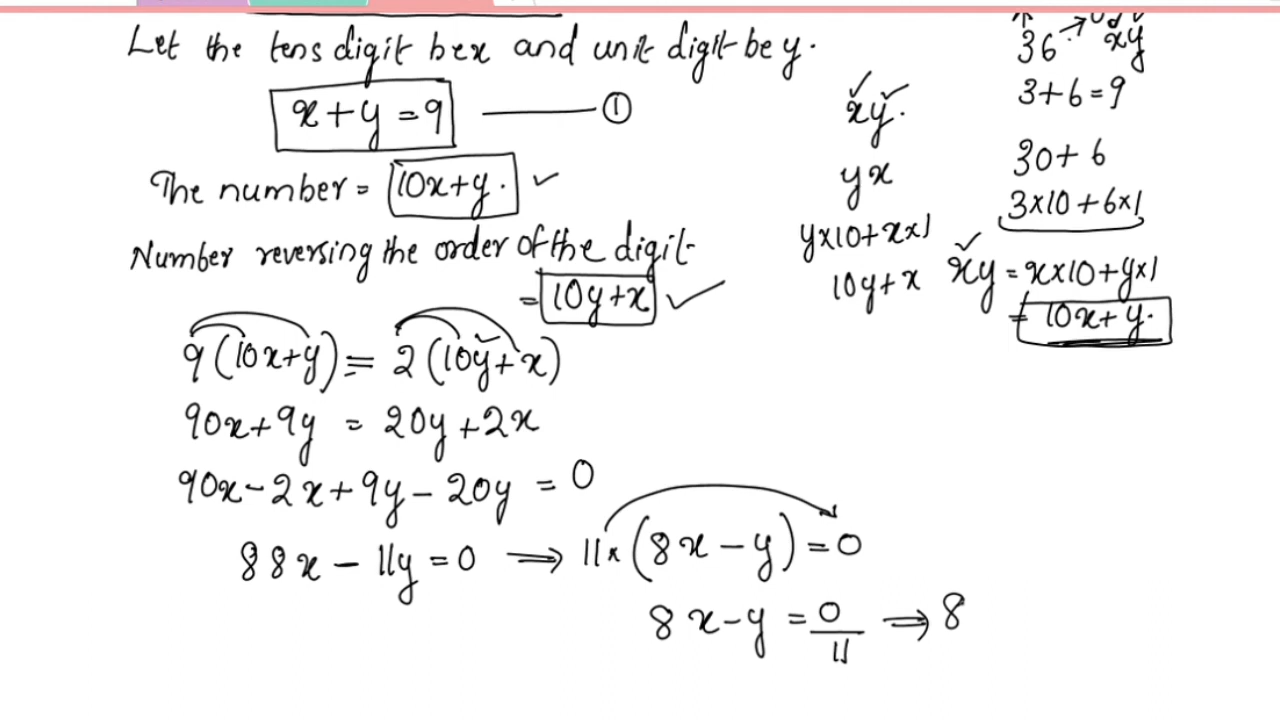 Let the tens digit be x and unit digit be y.
x + y = 9 ——— ①
The number = 10x+y. ✓
Number reversing the order of the digit
= 10y+x ✓
9(10x+y) = 2(10y+x)
90x+9y = 20y+2x
90x-2x+9y-20y = 0
88x - 11y = 0 ⟹ 11×(8x-y) = 0
8x-y = 0/11 ⟹ 8
xy.
yx
y×10+x×1
10y+x
36 → xy
3+6=9
30+6
3×10+6×1
xy = x×10+y×1
= 10x+y.